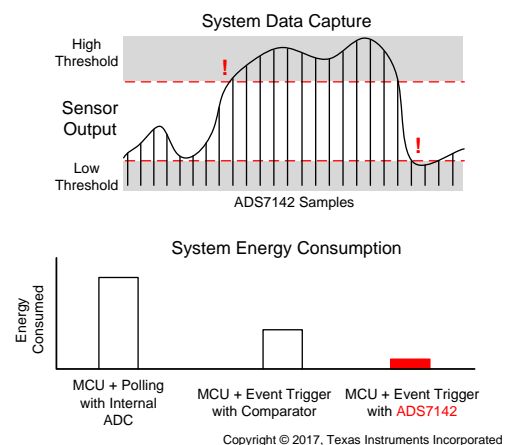 System Data Capture
High
Threshold
!
Sensor
Output
!
Low
Threshold
ADS7142 Samples
System Energy Consumption
Energy
Consumed
MCU + Polling
with Internal
ADC
MCU + Event Trigger
with Comparator
MCU + Event Trigger
with ADS7142
Copyright © 2017, Texas Instruments Incorporated